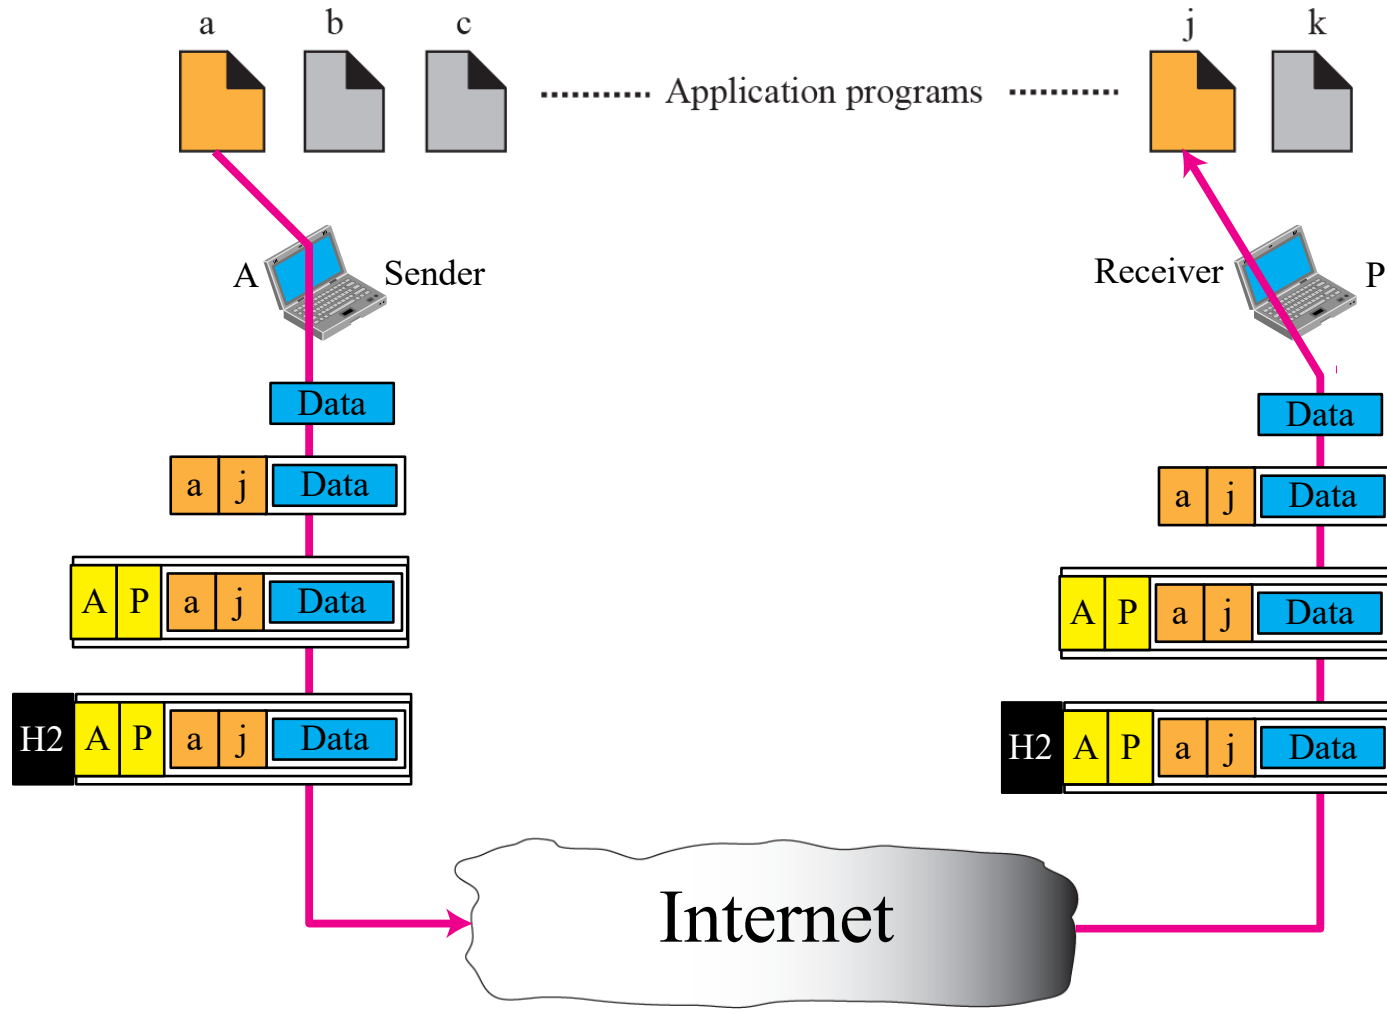 a b c j k
Application programs
A Sender Receiver P
Data Data
a j Data a j Data
A P a j Data A P a j Data
H2 A P a j Data H2 A P a j Data
Internet